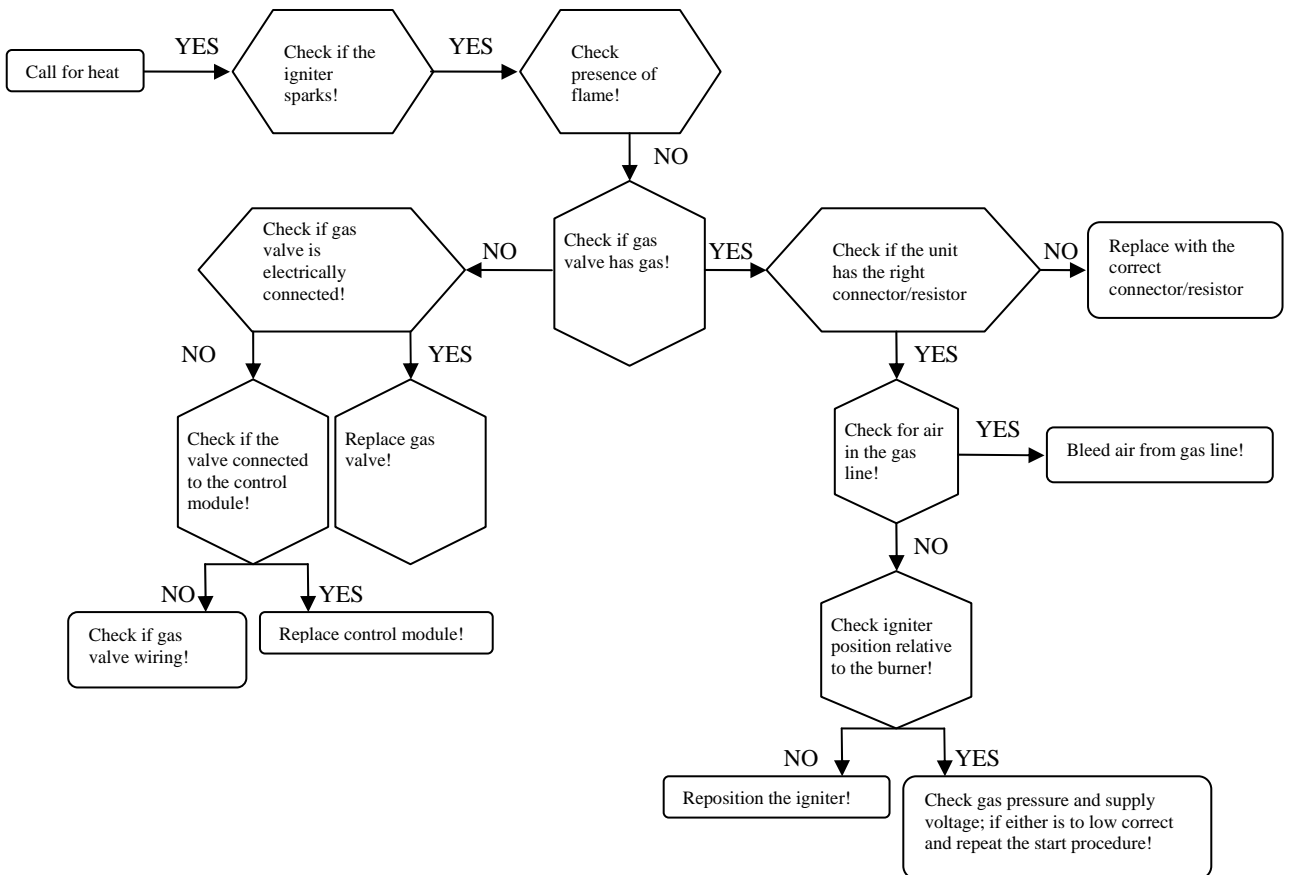 YES
YES
Call for heat
Check if the
igniter
sparks!
Check
presence of
flame!
NO
Check if gas
valve is
electrically
connected!
NO
Check if gas
valve has gas!
YES
Check if the unit
has the right
connector/resistor
NO
Replace with the
correct
connector/resistor
NO
YES
YES
Check if the
valve connected
to the control
module!
Replace gas
valve!
Check for air
in the gas
line!
YES
Bleed air from gas line!
NO
NO
YES
Check if gas
valve wiring!
Replace control module!
Check igniter
position relative
to the burner!
NO
YES
Reposition the igniter!
Check gas pressure and supply
voltage; if either is to low correct
and repeat the start procedure!